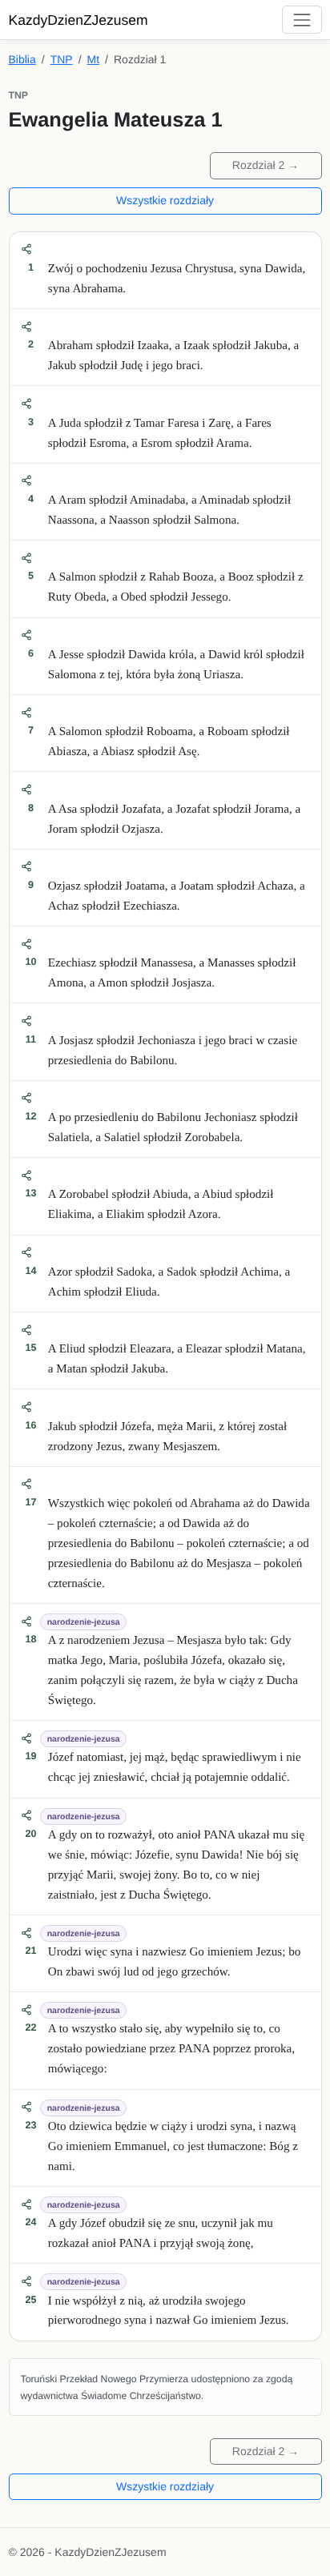 KazdyDzienZJezusem
Biblia / TNP / Mt / Rozdział 1
TNP
Ewangelia Mateusza 1
Rozdział 2 →
Wszystkie rozdziały
1 Zwój o pochodzeniu Jezusa Chrystusa, syna Dawida,
syna Abrahama.
2 Abraham spłodził Izaaka, a Izaak spłodził Jakuba, a
Jakub spłodził Judę i jego braci.
3 A Juda spłodził z Tamar Faresa i Zarę, a Fares
spłodził Esroma, a Esrom spłodził Arama.
4 A Aram spłodził Aminadaba, a Aminadab spłodził
Naassona, a Naasson spłodził Salmona.
5 A Salmon spłodził z Rahab Booza, a Booz spłodził z
Ruty Obeda, a Obed spłodził Jessego.
6 A Jesse spłodził Dawida króla, a Dawid król spłodził
Salomona z tej, która była żoną Uriasza.
7 A Salomon spłodził Roboama, a Roboam spłodził
Abiasza, a Abiasz spłodził Asę.
8 A Asa spłodził Jozafata, a Jozafat spłodził Jorama, a
Joram spłodził Ozjasza.
9 Ozjasz spłodził Joatama, a Joatam spłodził Achaza, a
Achaz spłodził Ezechiasza.
10 Ezechiasz spłodził Manassesa, a Manasses spłodził
Amona, a Amon spłodził Josjasza.
11 A Josjasz spłodził Jechoniasza i jego braci w czasie
przesiedlenia do Babilonu.
12 A po przesiedleniu do Babilonu Jechoniasz spłodził
Salatiela, a Salatiel spłodził Zorobabela.
13 A Zorobabel spłodził Abiuda, a Abiud spłodził
Eliakima, a Eliakim spłodził Azora.
14 Azor spłodził Sadoka, a Sadok spłodził Achima, a
Achim spłodził Eliuda.
15 A Eliud spłodził Eleazara, a Eleazar spłodził Matana,
a Matan spłodził Jakuba.
16 Jakub spłodził Józefa, męża Marii, z której został
zrodzony Jezus, zwany Mesjaszem.
17 Wszystkich więc pokoleń od Abrahama aż do Dawida
– pokoleń czternaście; a od Dawida aż do
przesiedlenia do Babilonu – pokoleń czternaście; a od
przesiedlenia do Babilonu aż do Mesjasza – pokoleń
czternaście.
narodzenie-jezusa
18 A z narodzeniem Jezusa – Mesjasza było tak: Gdy
matka Jego, Maria, poślubiła Józefa, okazało się,
zanim połączyli się razem, że była w ciąży z Ducha
Świętego.
narodzenie-jezusa
19 Józef natomiast, jej mąż, będąc sprawiedliwym i nie
chcąc jej zniesławić, chciał ją potajemnie oddalić.
narodzenie-jezusa
20 A gdy on to rozważył, oto anioł PANA ukazał mu się
we śnie, mówiąc: Józefie, synu Dawida! Nie bój się
przyjąć Marii, swojej żony. Bo to, co w niej
zaistniało, jest z Ducha Świętego.
narodzenie-jezusa
21 Urodzi więc syna i nazwiesz Go imieniem Jezus; bo
On zbawi swój lud od jego grzechów.
narodzenie-jezusa
22 A to wszystko stało się, aby wypełniło się to, co
zostało powiedziane przez PANA poprzez proroka,
mówiącego:
narodzenie-jezusa
23 Oto dziewica będzie w ciąży i urodzi syna, i nazwą
Go imieniem Emmanuel, co jest tłumaczone: Bóg z
nami.
narodzenie-jezusa
24 A gdy Józef obudził się ze snu, uczynił jak mu
rozkazał anioł PANA i przyjął swoją żonę,
narodzenie-jezusa
25 I nie współżył z nią, aż urodziła swojego
pierworodnego syna i nazwał Go imieniem Jezus.
Toruński Przekład Nowego Przymierza udostępniono za zgodą
wydawnictwa Świadome Chrześcijaństwo.
Rozdział 2 →
Wszystkie rozdziały
© 2026 - KazdyDzienZJezusem